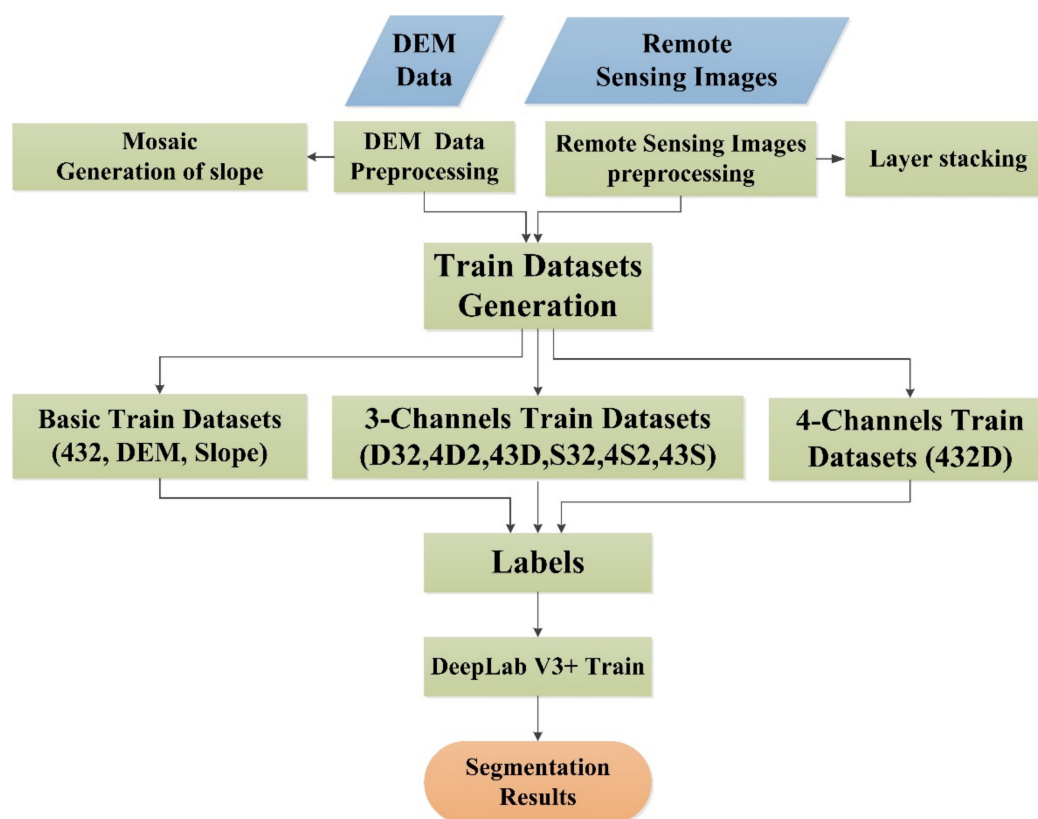 DEM
Data
Remote
Sensing Images
Mosaic
Generation of slope
DEM Data
Preprocessing
Remote Sensing Images
preprocessing
Layer stacking
Train Datasets
Generation
Basic Train Datasets
(432, DEM, Slope)
3-Channels Train Datasets
(D32,4D2,43D,S32,4S2,43S)
4-Channels Train
Datasets (432D)
Labels
DeepLab V3+ Train
Segmentation
Results